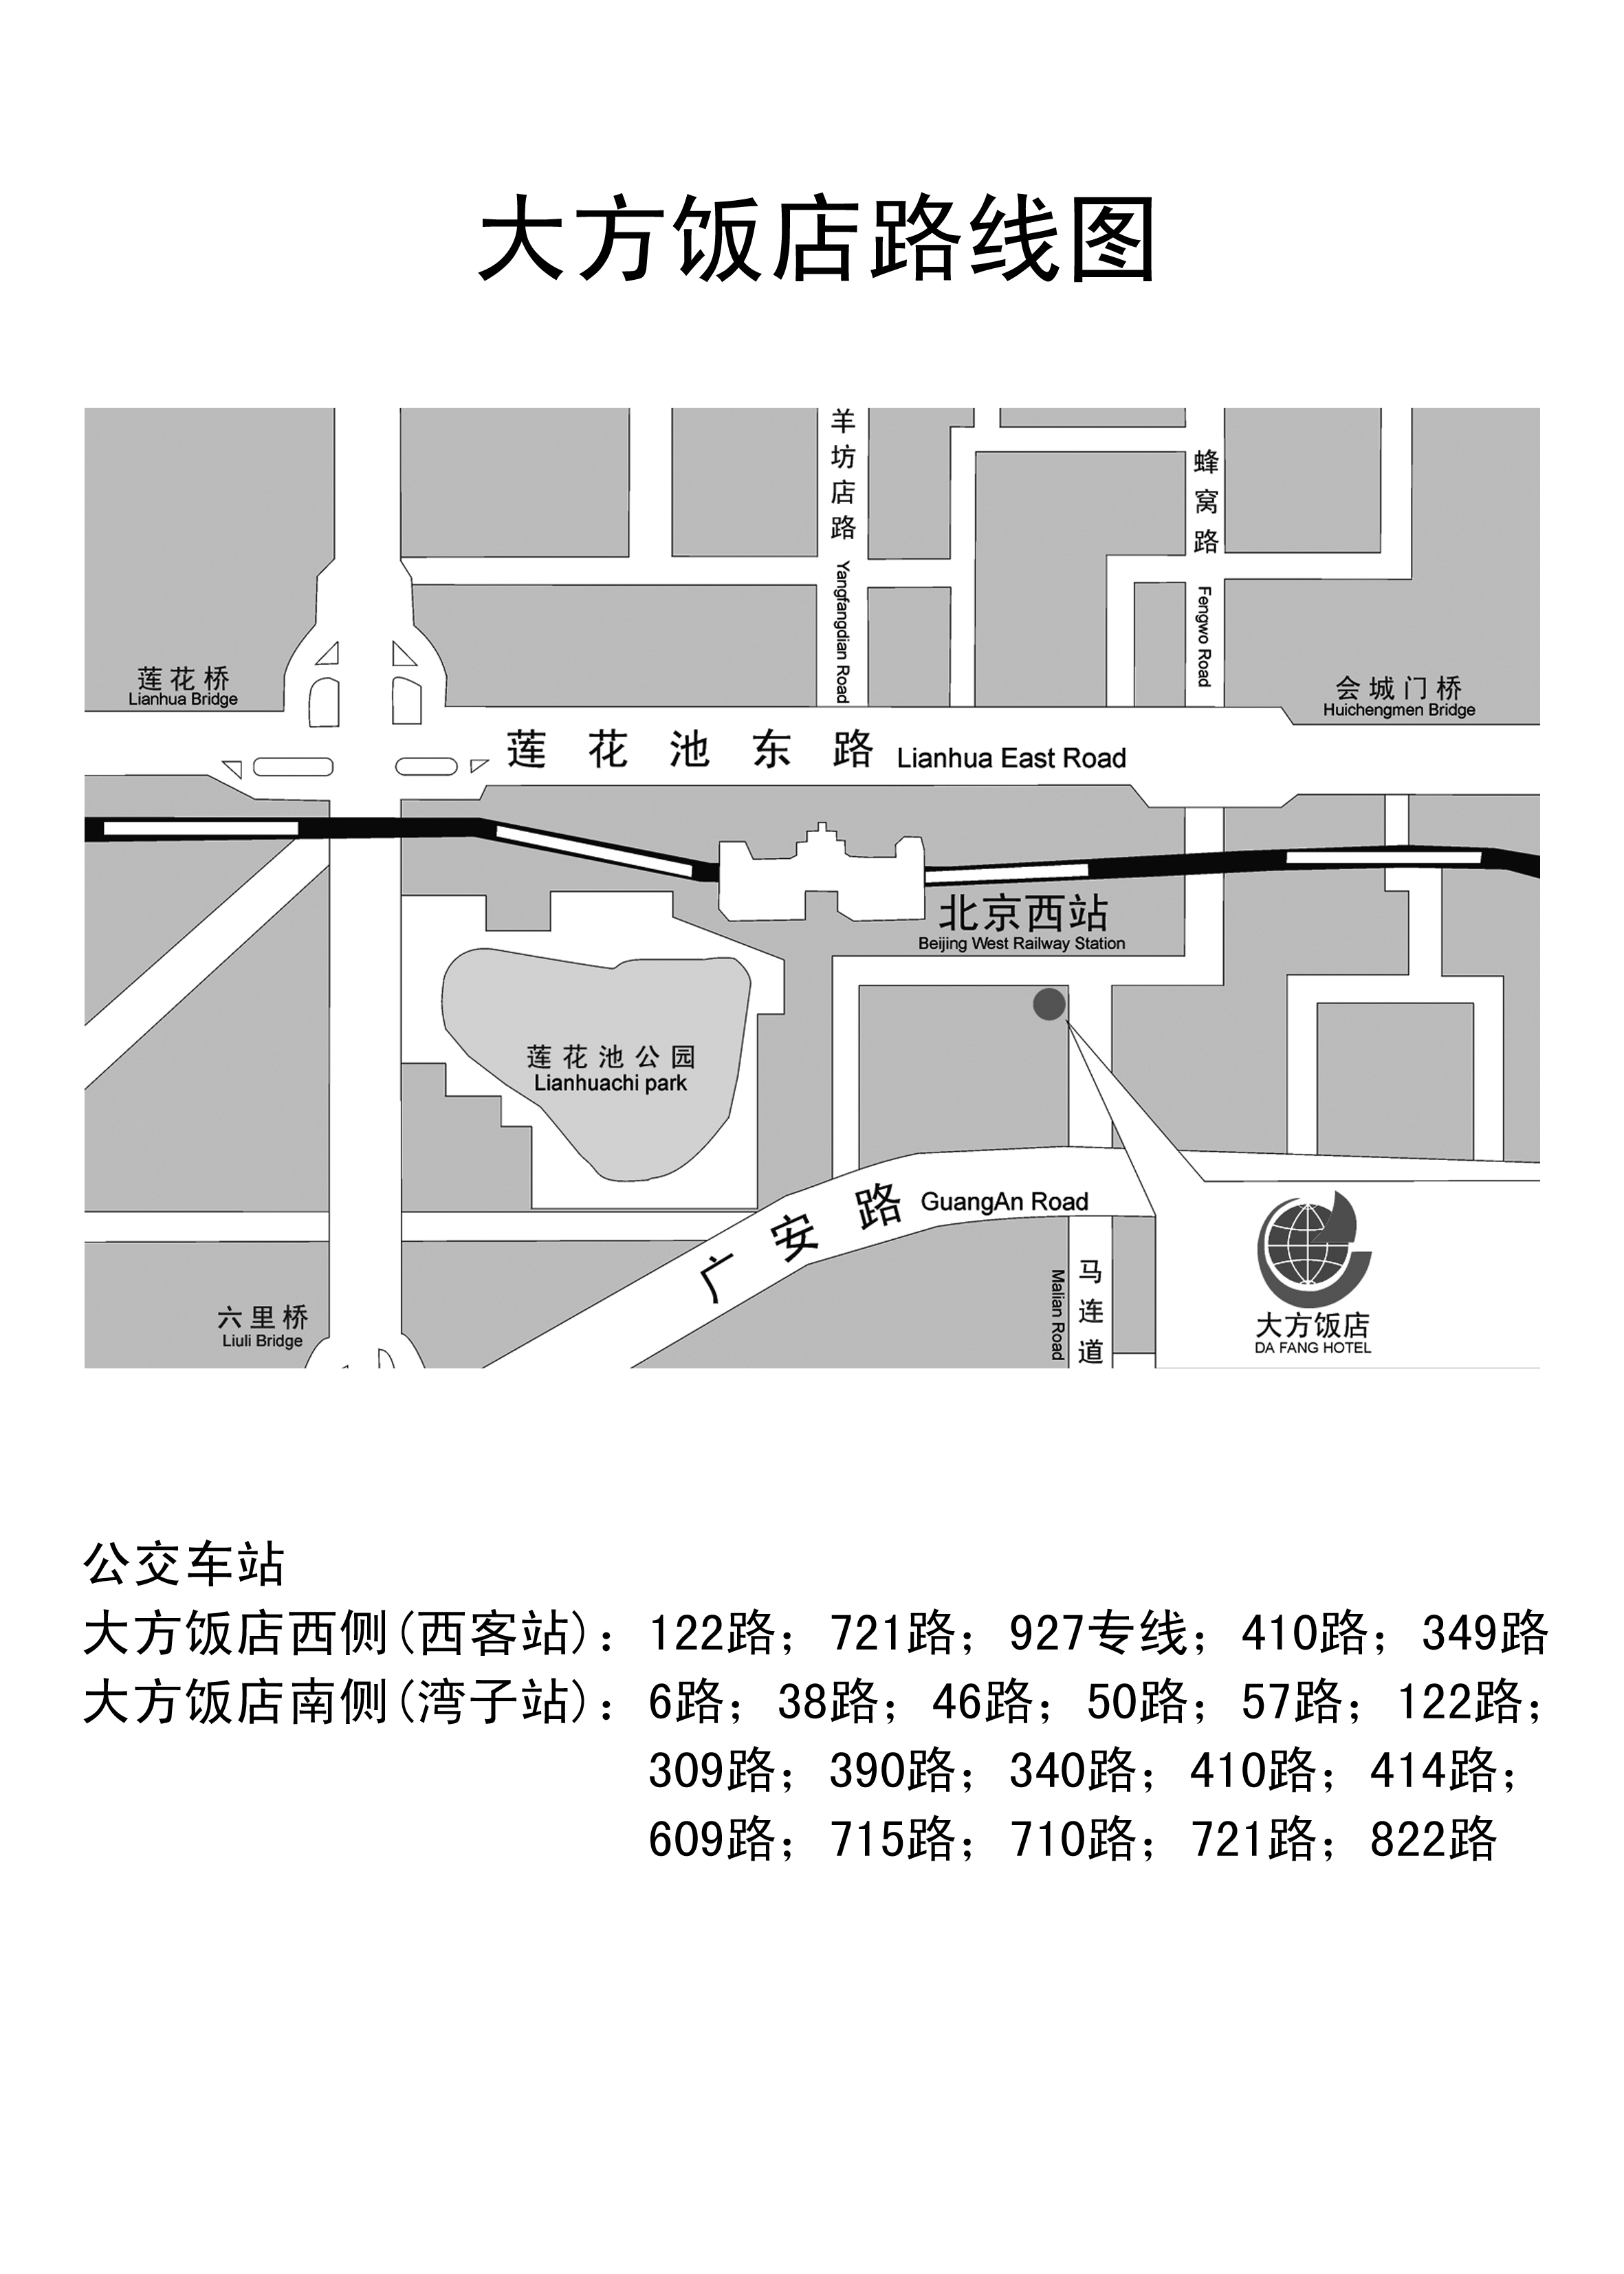 大方饭店路线图
羊坊店路
Yangfangdian Road
蜂窝路
Fengwo Road
莲花桥
Lianhua Bridge
会城门桥
Huichengmen Bridge
莲花池东路 Lianhua East Road
北京西站
Beijing West Railway Station
莲花池公园
Lianhuachi park
广安路 GuangAn Road
马连道
Malian Road
六里桥
Liuli Bridge
大方饭店
DA FANG HOTEL
公交车站
大方饭店西侧(西客站): 122路; 721路; 927专线; 410路; 349路
大方饭店南侧(湾子站): 6路; 38路; 46路; 50路; 57路; 122路;
309路; 390路; 340路; 410路; 414路;
609路; 715路; 710路; 721路; 822路